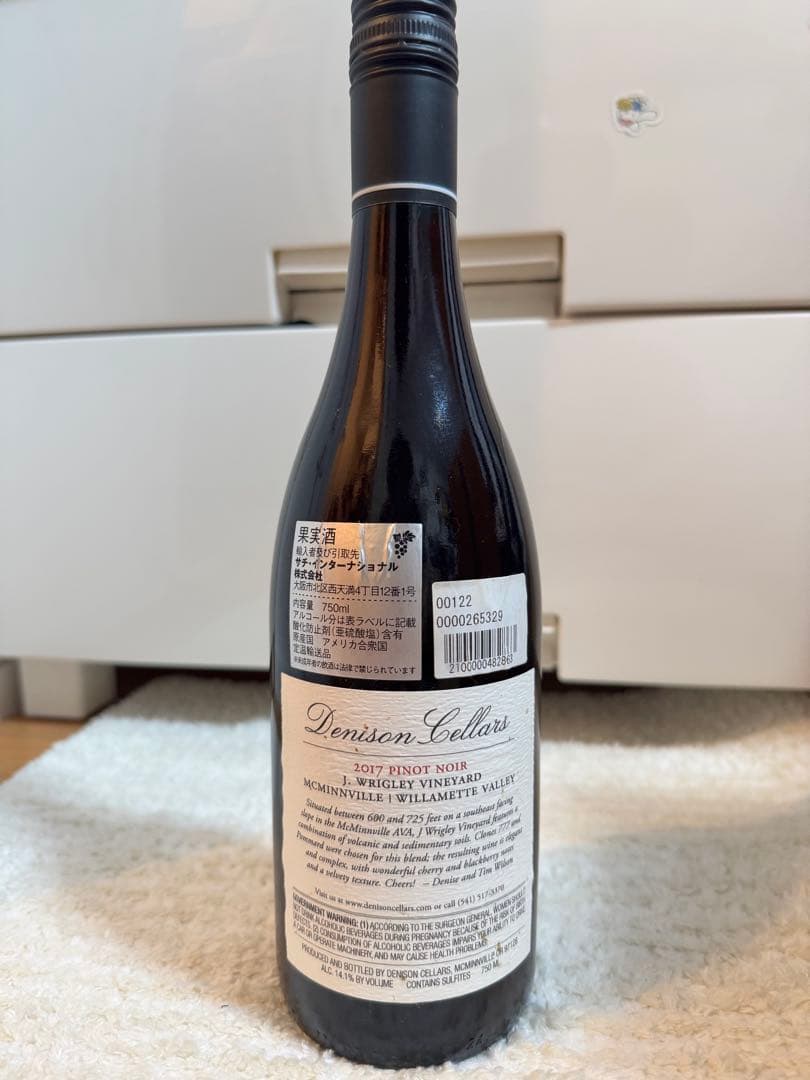 果実酒
輸入者及び引取先
サチ・インターナショナル
株式会社
大阪市北区西天満4丁目12番1号
内容量 750ml
アルコール分は表ラベルに記載
酸化防止剤(亜硫酸塩)含有
原産国 アメリカ合衆国
定温輸送品
※未成年者の飲酒は法律で禁じられています
00122
0000265329
2100000482863
Denison Cellars
2017 PINOT NOIR
J. WRIGLEY VINEYARD
MCMINNVILLE | WILLAMETTE VALLEY
Situated between 600 and 725 feet on a southeast facing
slope in the McMinnville AVA, J Wrigley Vineyard features a
combination of volcanic and sedimentary soils. Clones 777 and
Pommard were chosen for this blend; the resulting wine is elegant
and complex, with wonderful cherry and blackberry notes
and a velvety texture. Cheers! – Denise and Tim Wilson
Visit us at www.denisoncellars.com or call (541) 517-3370
GOVERNMENT WARNING: (1) ACCORDING TO THE SURGEON GENERAL, WOMEN SHOULD
NOT DRINK ALCOHOLIC BEVERAGES DURING PREGNANCY BECAUSE OF THE RISK OF BIRTH
DEFECTS. (2) CONSUMPTION OF ALCOHOLIC BEVERAGES IMPAIRS YOUR ABILITY TO DRIVE
A CAR OR OPERATE MACHINERY, AND MAY CAUSE HEALTH PROBLEMS.
PRODUCED AND BOTTLED BY DENISON CELLARS, MCMINNVILLE OR 97128
ALC. 14.1% BY VOLUME CONTAINS SULFITES 750 ML